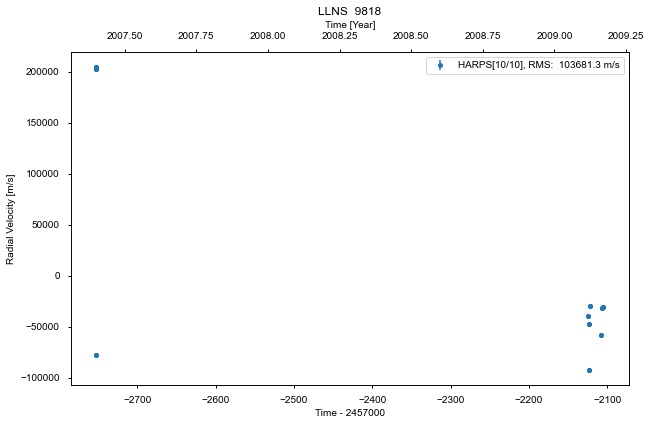 LLNS  9818
Time [Year]
2007.50 2007.75 2008.00 2008.25 2008.50 2008.75 2009.00 2009.25
HARPS[10/10], RMS:  103681.3 m/s
200000
150000
100000
50000
0
−50000
−100000
Radial Velocity [m/s]
−2700 −2600 −2500 −2400 −2300 −2200 −2100
Time - 2457000